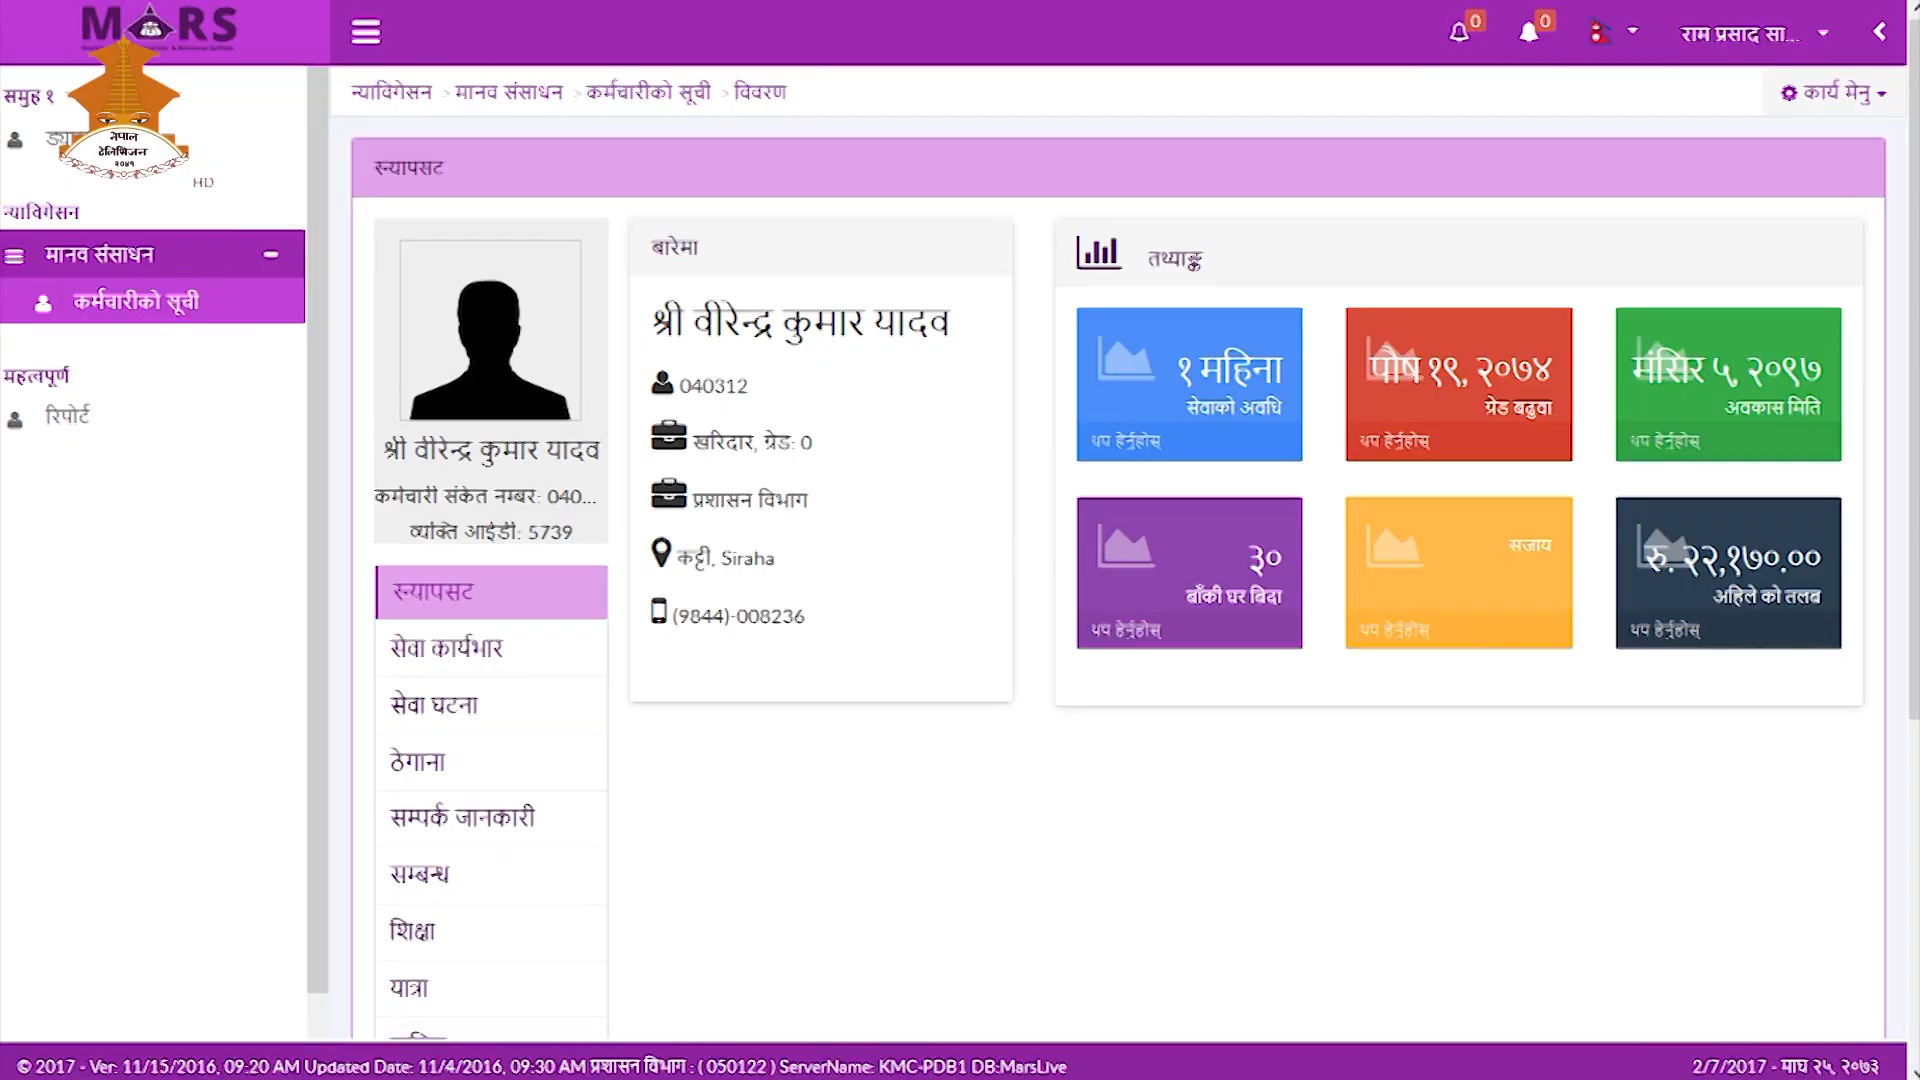 MARS
0
0
राम प्रसाद सा...
समुह १
नेपाल
टेलिभिजन
२०४१
HD
न्याविगेसन
मानव संसाधन
कर्मचारीको सूची
महत्वपूर्ण
रिपोर्ट
न्याविगेसन > मानव संसाधन > कर्मचारीको सूची > विवरण
कार्य मेनु
स्न्यापसट
श्री वीरेन्द्र कुमार यादव
कर्मचारी संकेत नम्बर: 040...
व्यक्ति आईडी: 5739
स्न्यापसट
सेवा कार्यभार
सेवा घटना
ठेगाना
सम्पर्क जानकारी
सम्बन्ध
शिक्षा
यात्रा
बारेमा
श्री वीरेन्द्र कुमार यादव
040312
खरिदार, ग्रेड: 0
प्रशासन विभाग
कट्टी, Siraha
(9844)-008236
तथ्याङ्क
१ महिना
सेवाको अवधि
थप हेर्नुहोस्
पौष १९, २०७४
ग्रेड बढुवा
थप हेर्नुहोस्
मंसिर ५, २०९७
अवकास मिति
थप हेर्नुहोस्
३०
बाँकी घर बिदा
थप हेर्नुहोस्
सजाय
थप हेर्नुहोस्
रु. २२,१७०.००
अहिले को तलब
थप हेर्नुहोस्
© 2017 - Ver: 11/15/2016, 09:20 AM Updated Date: 11/4/2016, 09:30 AM प्रशासन विभाग : ( 050122 ) ServerName: KMC-PDB1 DB:MarsLive
2/7/2017 - माघ २५, २०७३